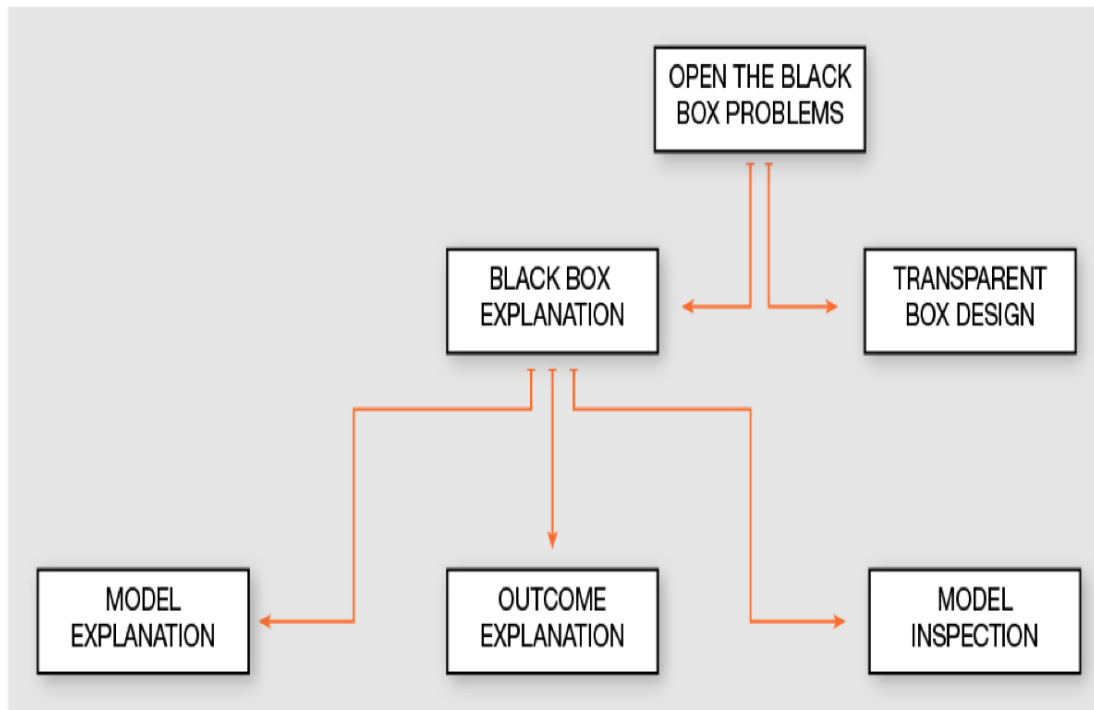 OPEN THE BLACK
BOX PROBLEMS
BLACK BOX
EXPLANATION
TRANSPARENT
BOX DESIGN
MODEL
EXPLANATION
OUTCOME
EXPLANATION
MODEL
INSPECTION